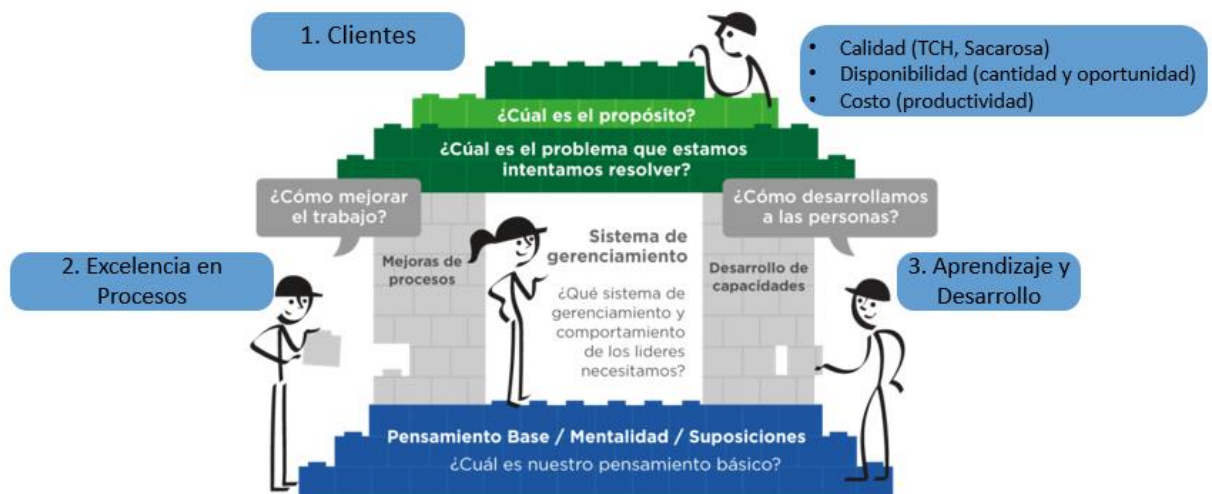 1. Clientes
• Calidad (TCH, Sacarosa)
• Disponibilidad (cantidad y oportunidad)
• Costo (productividad)
¿Cuál es el propósito?
¿Cuál es el problema que estamos
intentamos resolver?
¿Cómo mejorar
el trabajo?
¿Cómo desarrollamos
a las personas?
2. Excelencia en
Procesos
Mejoras de
procesos
Sistema de
gerenciamiento
¿Qué sistema de
gerenciamiento y
comportamiento
de los lideres
necesitamos?
Desarrollo de
capacidades
3. Aprendizaje y
Desarrollo
Pensamiento Base / Mentalidad / Suposiciones
¿Cuál es nuestro pensamiento básico?